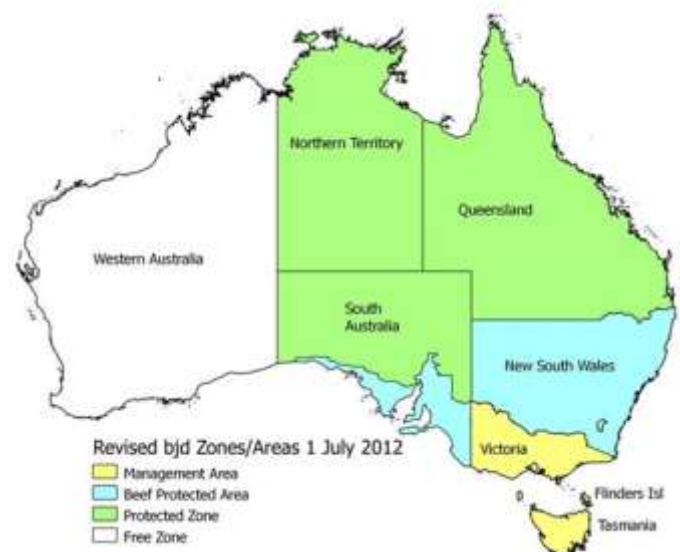 Northern Territory
Queensland
Western Australia
South
Australia
New South Wales
Revised bjd Zones/Areas 1 July 2012
Victoria
Management Area
Beef Protected Area
Flinders Isl
Protected Zone
Tasmania
Free Zone